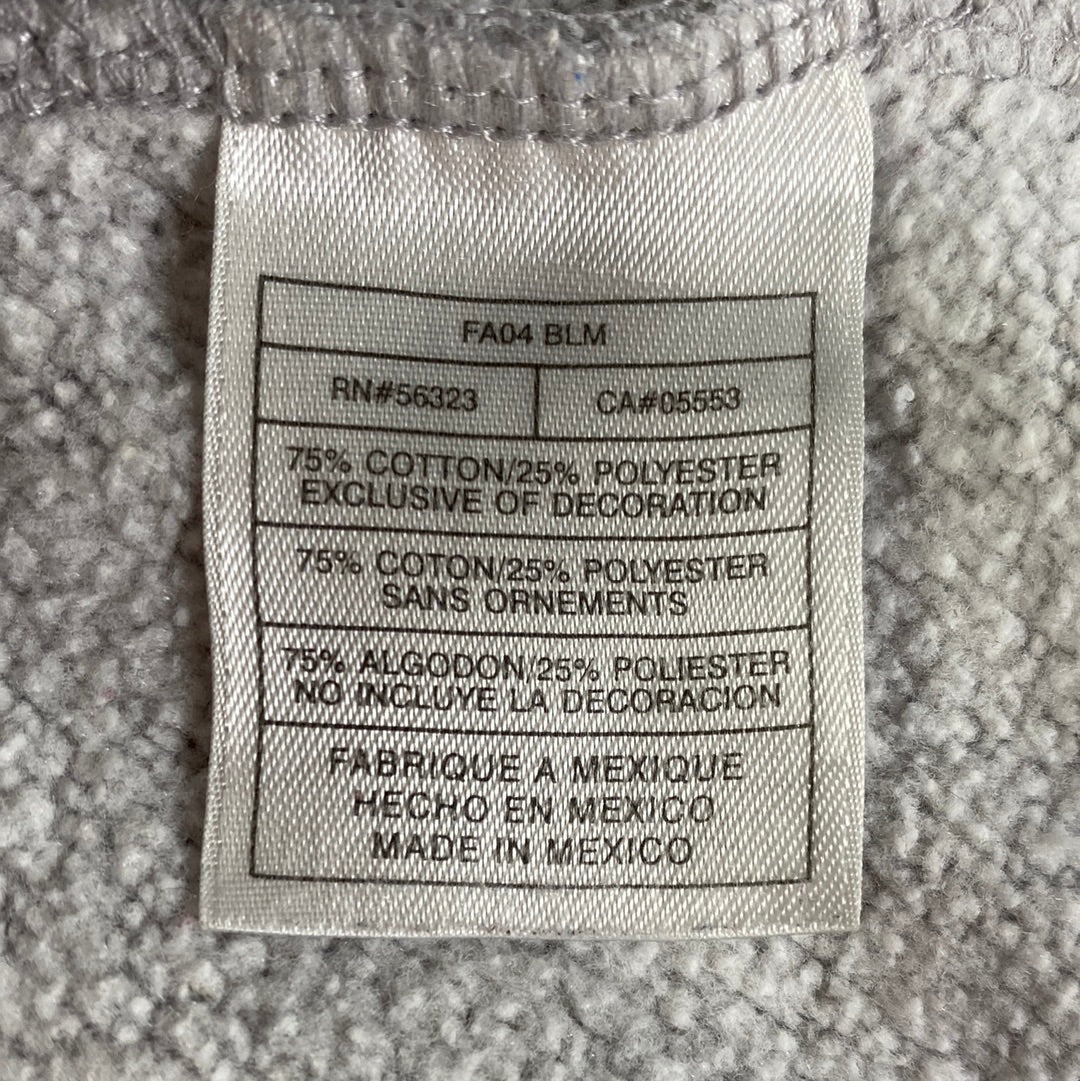 FA04 BLM
RN#56323 CA#05553
75% COTTON/25% POLYESTER
EXCLUSIVE OF DECORATION
75% COTON/25% POLYESTER
SANS ORNEMENTS
75% ALGODON/25% POLIESTER
NO INCLUYE LA DECORACION
FABRIQUE A MEXIQUE
HECHO EN MEXICO
MADE IN MEXICO